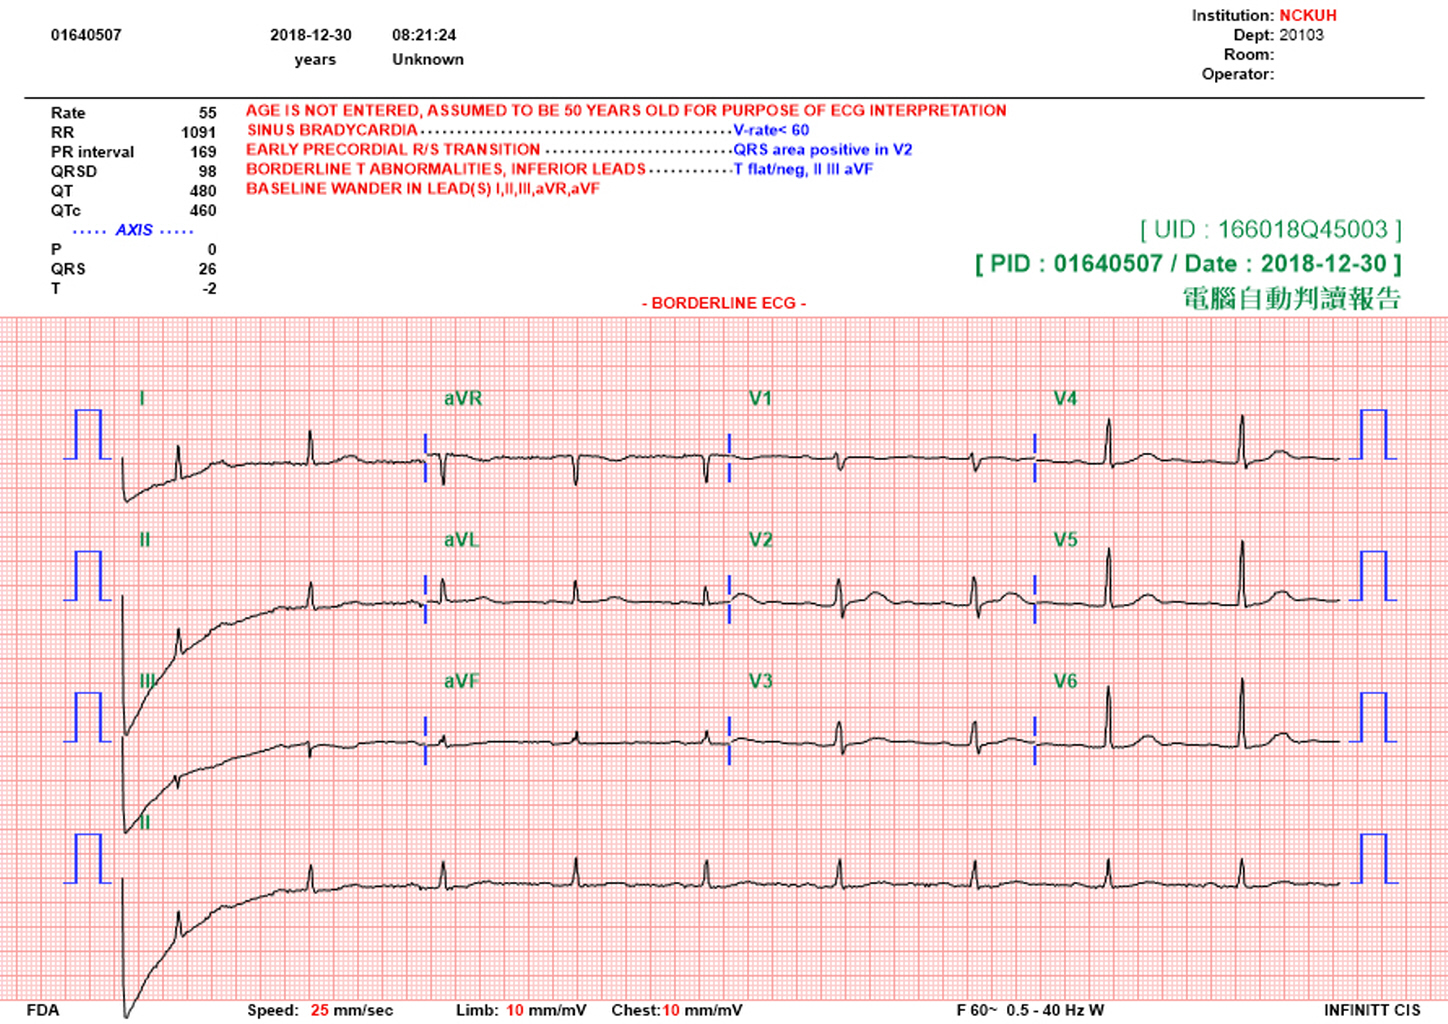 Institution: NCKUH
01640507 2018-12-30 08:21:24 Dept: 20103
years Unknown Room:
Operator:
Rate 55 AGE IS NOT ENTERED, ASSUMED TO BE 50 YEARS OLD FOR PURPOSE OF ECG INTERPRETATION
RR 1091 SINUS BRADYCARDIA V-rate< 60
PR interval 169 EARLY PRECORDIAL R/S TRANSITION QRS area positive in V2
QRSD 98 BORDERLINE T ABNORMALITIES, INFERIOR LEADS T flat/neg, II III aVF
QT 480 BASELINE WANDER IN LEAD(S) I,II,III,aVR,aVF
QTc 460
AXIS
P 0
QRS 26
T -2
[ UID : 166018Q45003 ]
[ PID : 01640507 / Date : 2018-12-30 ]
電腦自動判讀報告
- BORDERLINE ECG -
I aVR V1 V4
II aVL V2 V5
III aVF V3 V6
II
FDA Speed: 25 mm/sec Limb: 10 mm/mV Chest:10 mm/mV F 60~ 0.5 - 40 Hz W INFINITT CIS